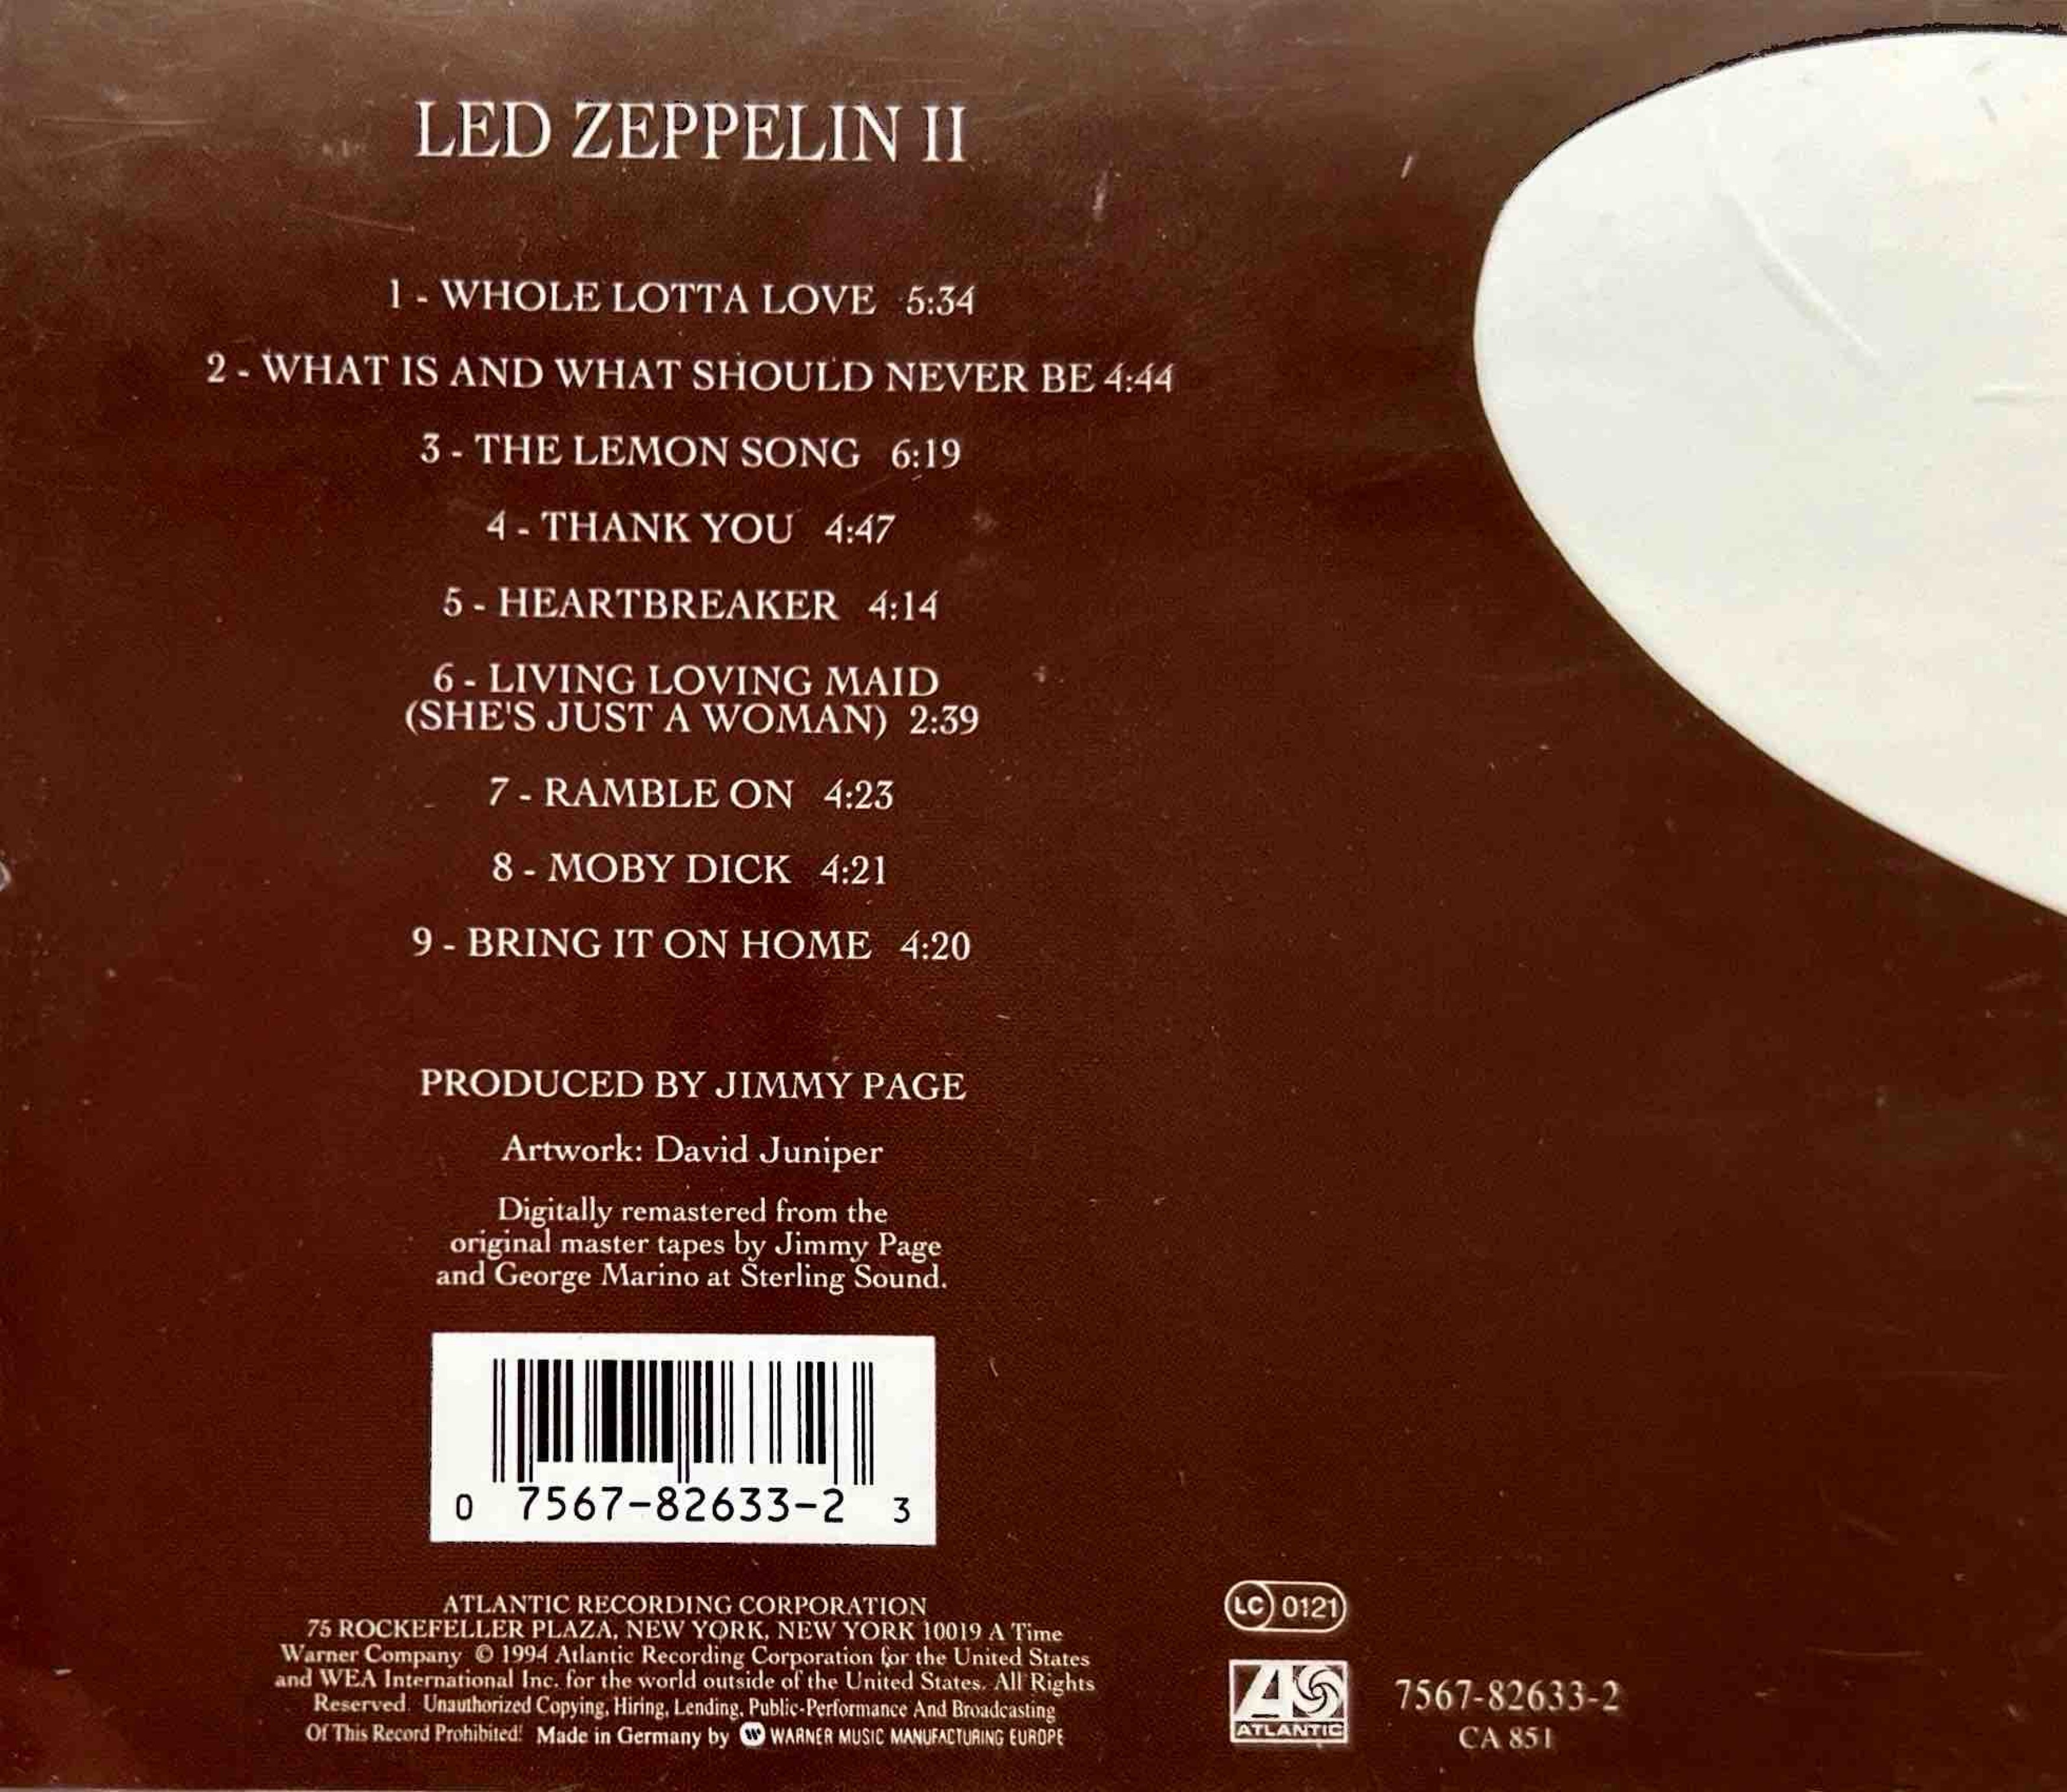 LED ZEPPELIN II
1 - WHOLE LOTTA LOVE 5:34
2 - WHAT IS AND WHAT SHOULD NEVER BE 4:44
3 - THE LEMON SONG 6:19
4 - THANK YOU 4:47
5 - HEARTBREAKER 4:14
6 - LIVING LOVING MAID
(SHE'S JUST A WOMAN) 2:39
7 - RAMBLE ON 4:23
8 - MOBY DICK 4:21
9 - BRING IT ON HOME 4:20
PRODUCED BY JIMMY PAGE
Artwork: David Juniper
Digitally remastered from the
original master tapes by Jimmy Page
and George Marino at Sterling Sound.
0 7567-82633-2 3
ATLANTIC RECORDING CORPORATION
75 ROCKEFELLER PLAZA, NEW YORK, NEW YORK 10019 A Time
Warner Company © 1994 Atlantic Recording Corporation for the United States
and WEA International Inc. for the world outside of the United States. All Rights
Reserved. Unauthorized Copying, Hiring, Lending, Public-Performance And Broadcasting
Of This Record Prohibited! Made in Germany by W WARNER MUSIC MANUFACTURING EUROPE
LC 0121
ATLANTIC
7567-82633-2
CA 851